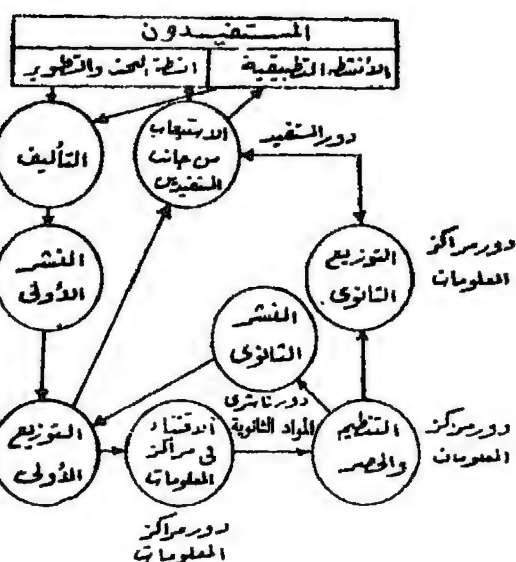 المستفيدون
الأنشطة التطبيقية
أنشطة البحث والتطوير
التأليف
الاستيعاب
من جانب
المستفيدين
دور المستفيد
النشر
الأولى
التوزيع
الثانوى
دور مراكز
المعلومات
النشر
الثانوى
دور ناشرى
المواد الثانوية
التوزيع
الأولى
الاقتناء
فى مراكز
المعلومات
التنظيم
والحصر
دور مراكز
المعلومات
دور مراكز
المعلومات